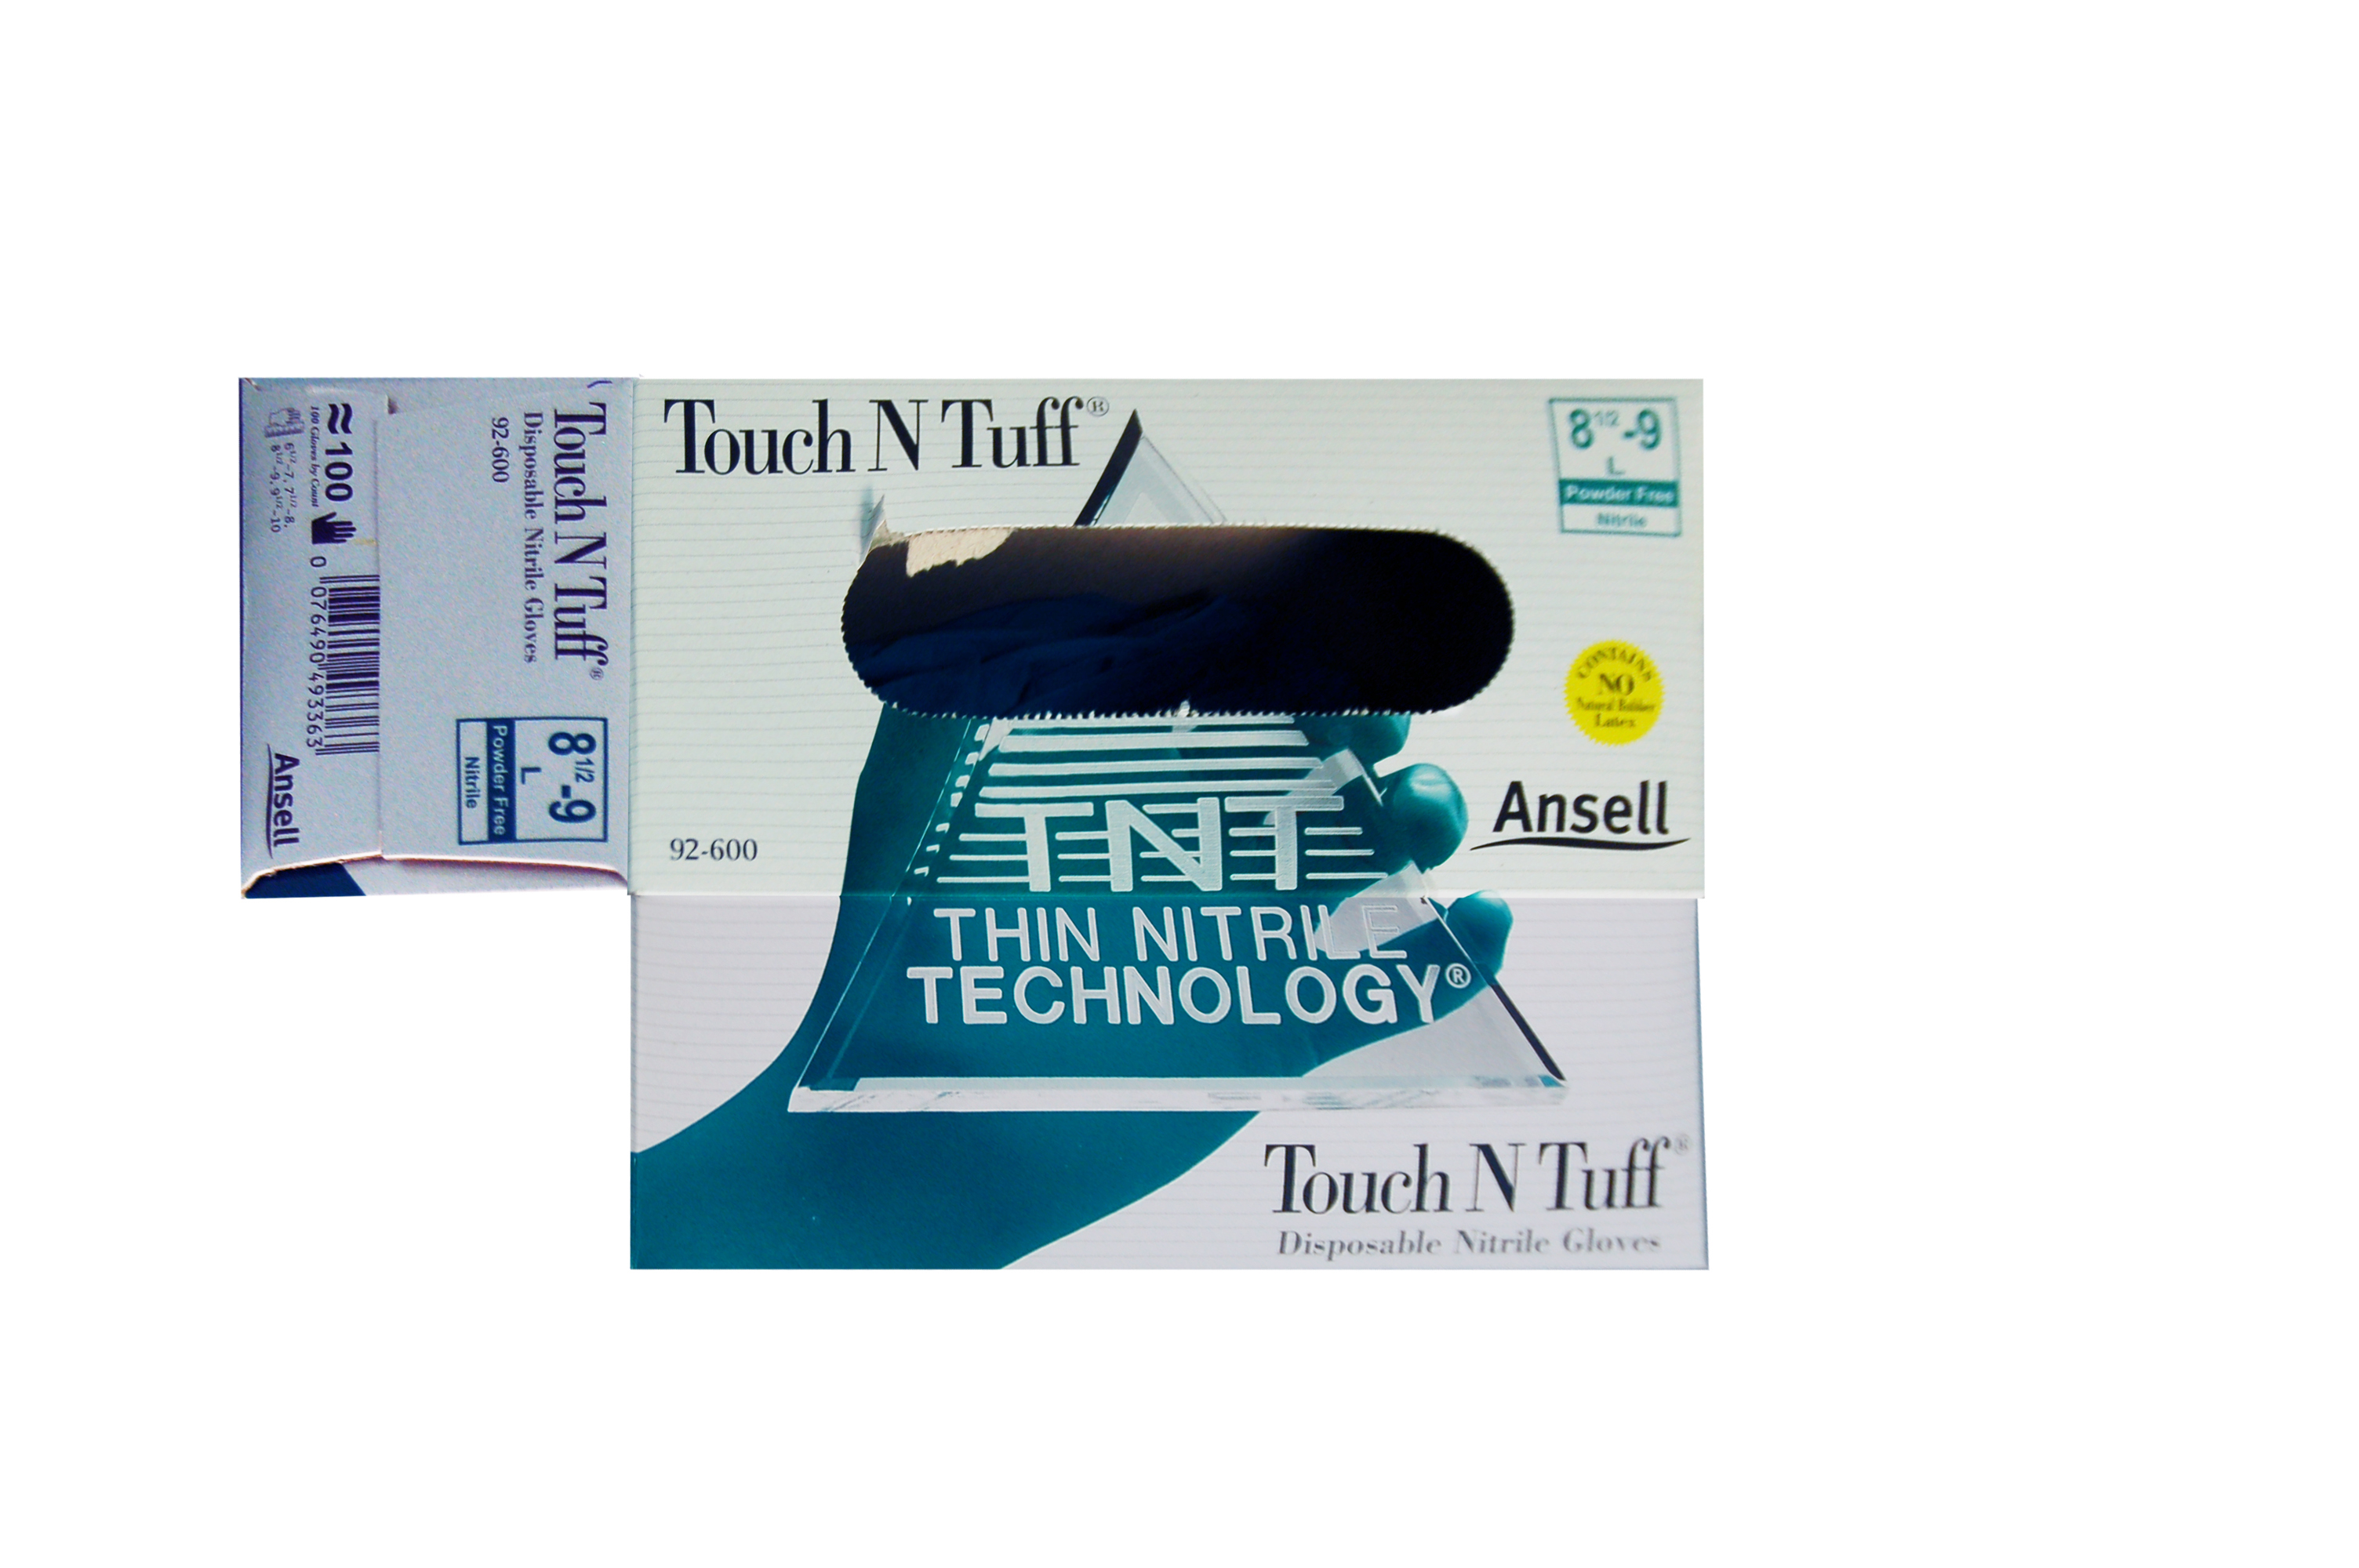 Touch N Tuff®
8 1/2-9
L
Powder Free
Nitrile
CONTAINS
NO
Natural Rubber
Latex
Ansell
92-600
TNT
THIN NITRILE
TECHNOLOGY®
Touch N Tuff®
Disposable Nitrile Gloves
Touch N Tuff®
Disposable Nitrile Gloves
92-600
8 1/2-9
L
Powder Free
Nitrile
≈100
100 Gloves by Count
6 1/2-7, 7 1/2-8,
8 1/2-9, 9 1/2-10
0 076490 493363
Ansell